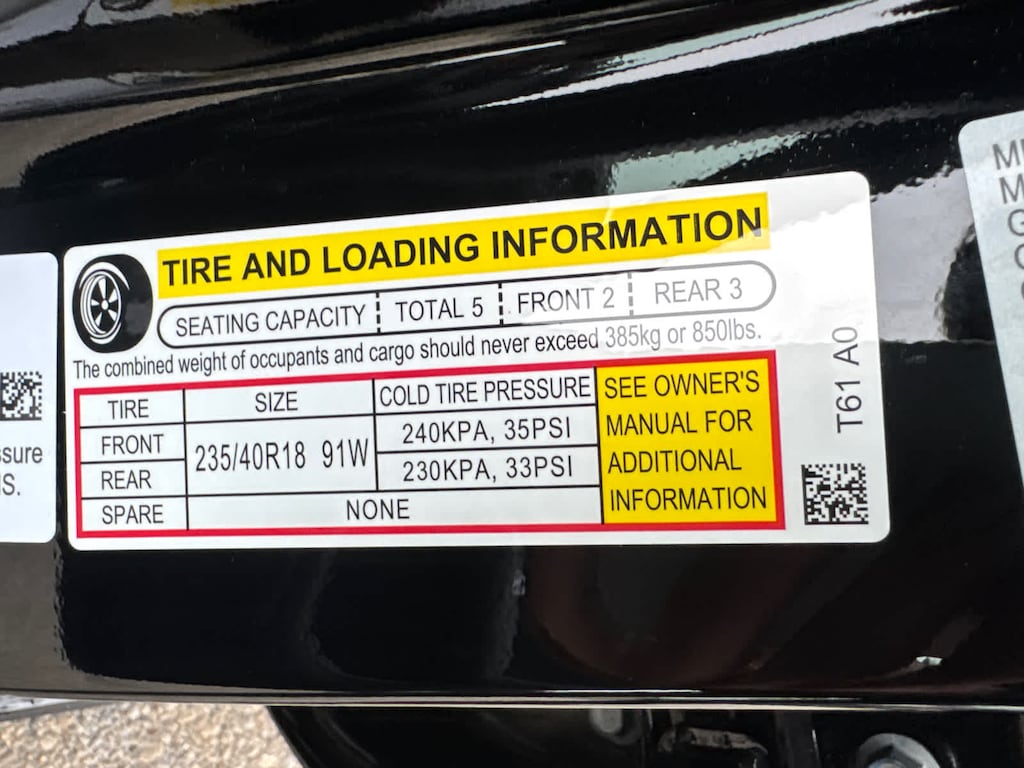 TIRE AND LOADING INFORMATION
SEATING CAPACITY TOTAL 5 FRONT 2 REAR 3
The combined weight of occupants and cargo should never exceed 385kg or 850lbs.
TIRE SIZE COLD TIRE PRESSURE
FRONT 235/40R18 91W 240KPA, 35PSI
REAR 230KPA, 33PSI
SPARE NONE
SEE OWNER'S
MANUAL FOR
ADDITIONAL
INFORMATION
T61 A0